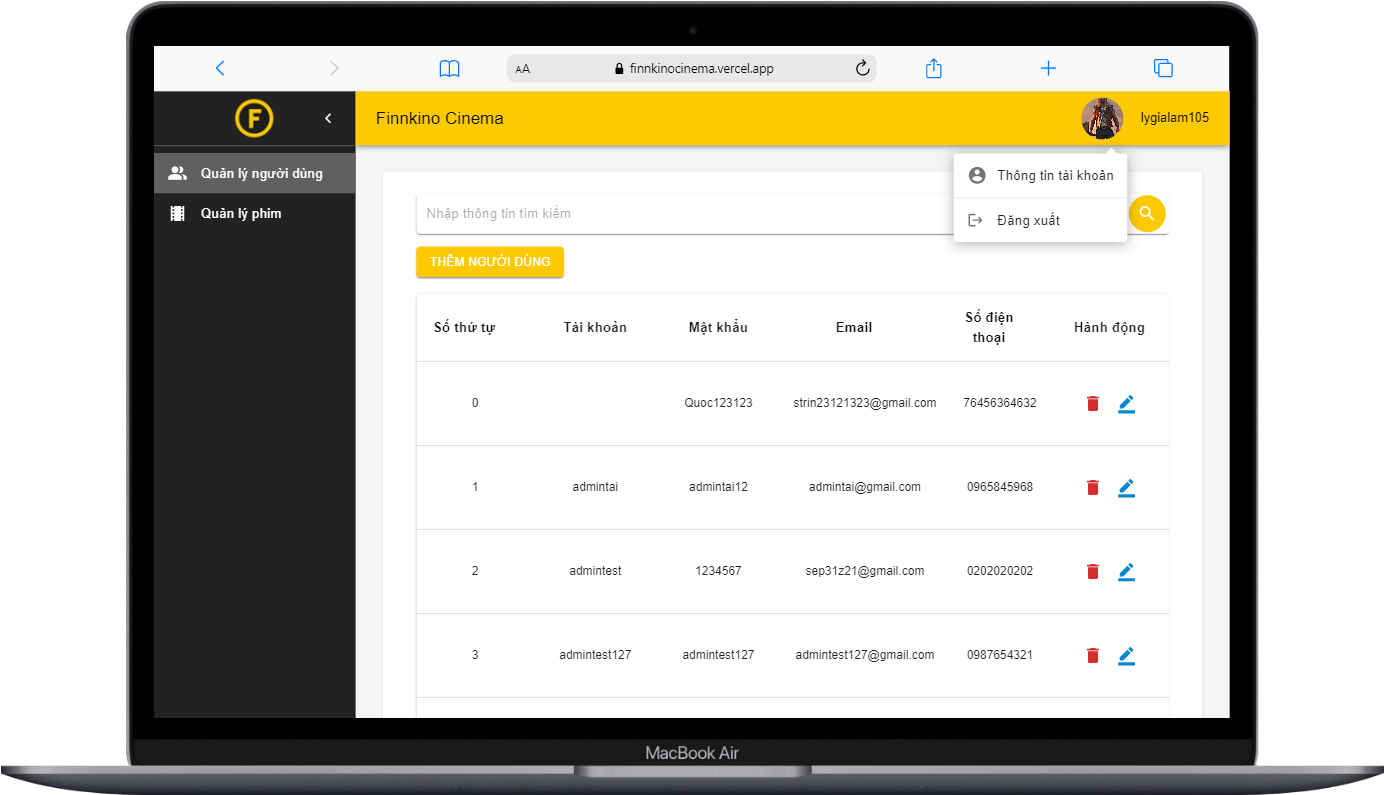 AA
finnkinocinema.vercel.app
F
Finnkino Cinema
lygialam105
Quản lý người dùng
Quản lý phim
Thông tin tài khoản
Đăng xuất
Nhập thông tin tìm kiếm
THÊM NGƯỜI DÙNG
Số thứ tự Tài khoản Mật khẩu Email Số điện thoại Hành động
0 Quoc123123 strin23121323@gmail.com 76456364632
1 admintai admintai12 admintai@gmail.com 0965845968
2 admintest 1234567 sep31z21@gmail.com 0202020202
3 admintest127 admintest127 admintest127@gmail.com 0987654321
MacBook Air